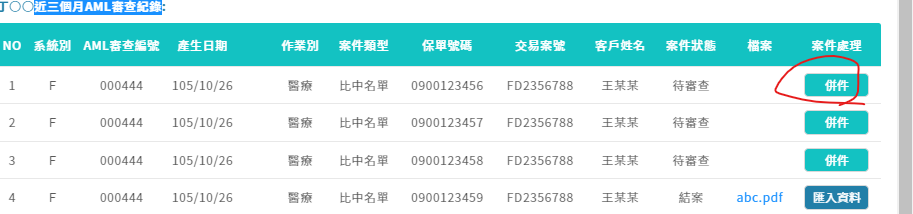 丁○○近三個月AML審查紀錄:
NO 系統別 AML審查編號 產生日期 作業別 案件類型 保單號碼 交易案號 客戶姓名 案件狀態 檔案 案件處理
1 F 000444 105/10/26 醫療 比中名單 0900123456 FD2356788 王某某 待審查 併件
2 F 000444 105/10/26 醫療 比中名單 0900123457 FD2356788 王某某 待審查 併件
3 F 000444 105/10/26 醫療 比中名單 0900123458 FD2356788 王某某 待審查 併件
4 F 000444 105/10/26 醫療 比中名單 0900123459 FD2356788 王某某 結案 abc.pdf 匯入資料